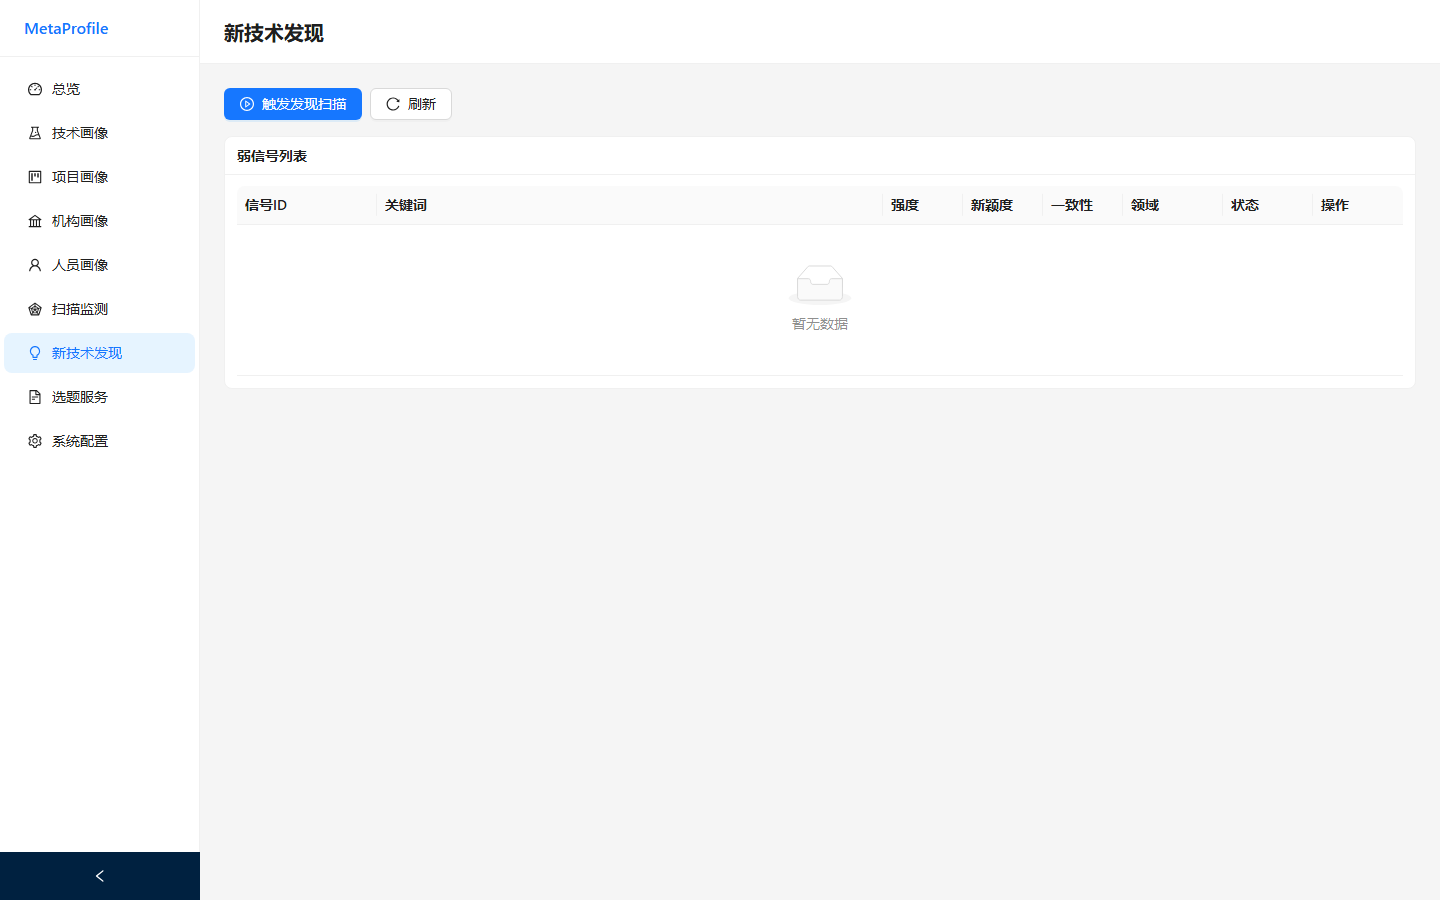 MetaProfile
总览
技术画像
项目画像
机构画像
人员画像
扫描监测
新技术发现
选题服务
系统配置
新技术发现
触发发现扫描 刷新
弱信号列表
信号ID 关键词 强度 新颖度 一致性 领域 状态 操作
暂无数据